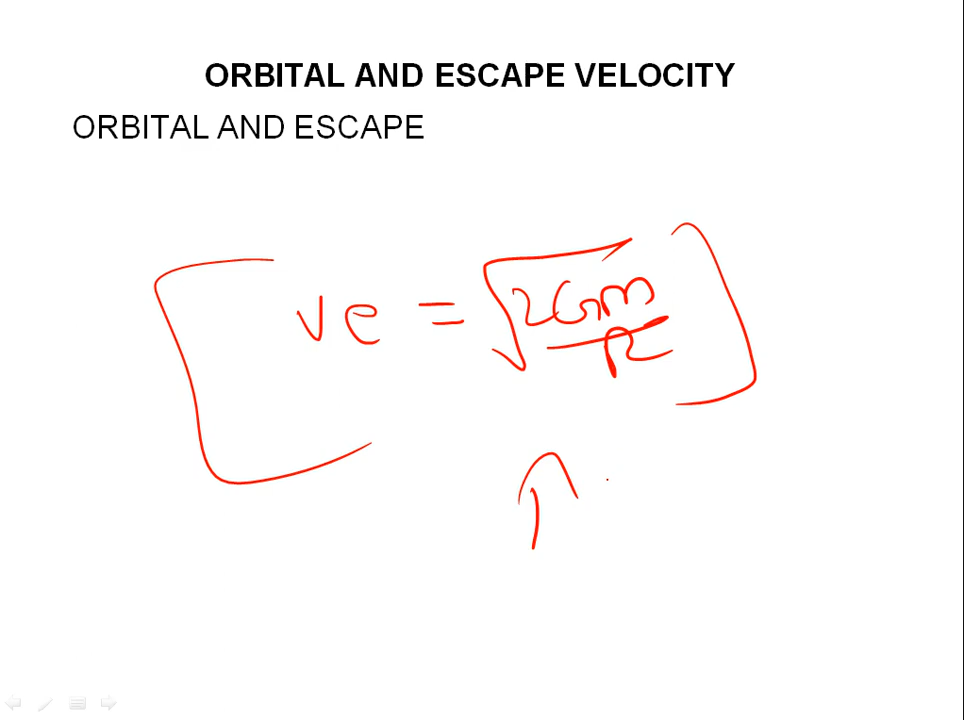 ORBITAL AND ESCAPE VELOCITY
ORBITAL AND ESCAPE
ve = √2Gm/R